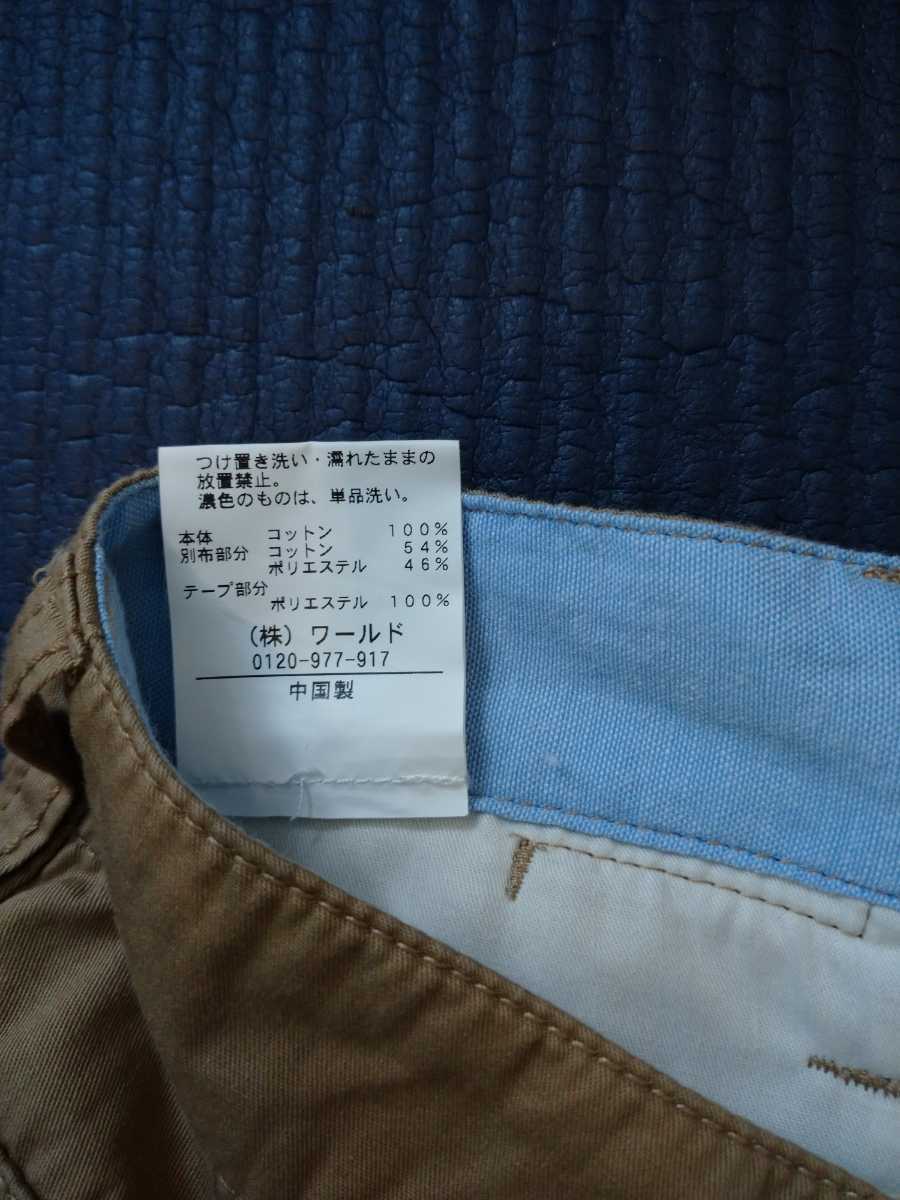 つけ置き洗い・濡れたままの
放置禁止。
濃色のものは、単品洗い。
本体 コットン 100%
別布部分 コットン 54%
ポリエステル 46%
テープ部分
ポリエステル 100%
(株) ワールド
0120-977-917
中国製